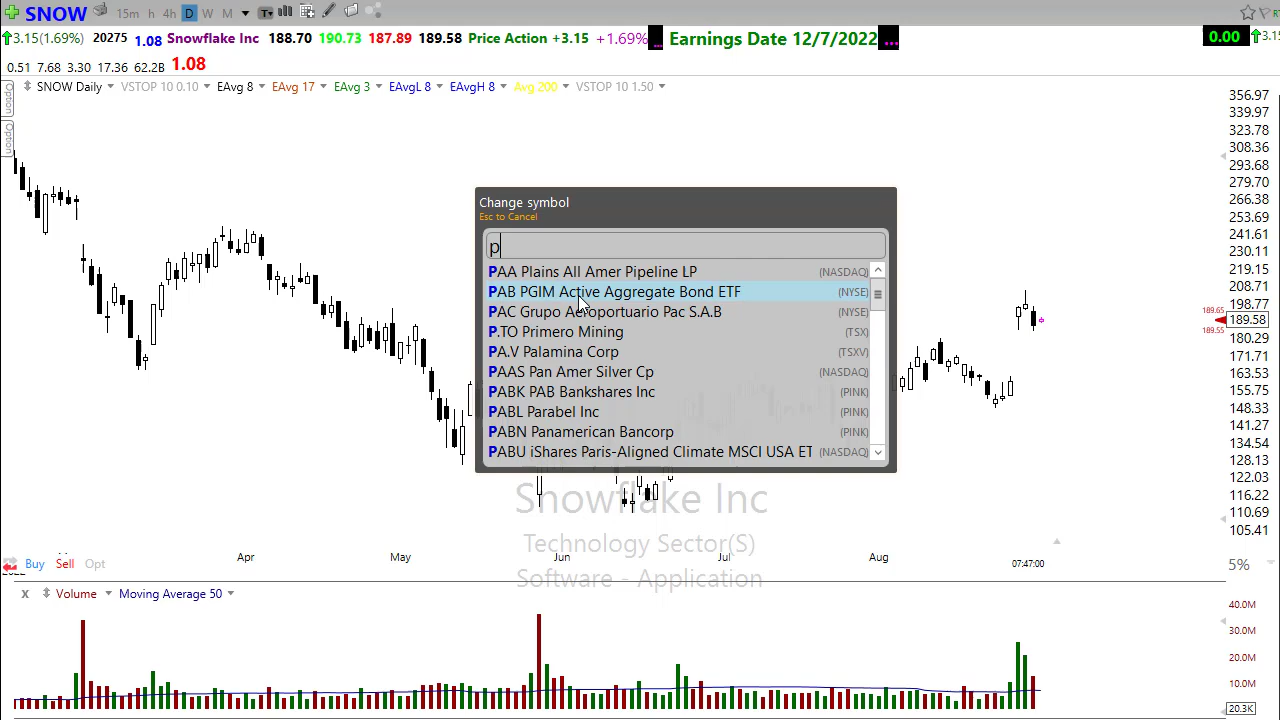 SNOW 15m h 4h D W M T
3.15(1.69%) 20275 1.08 Snowflake Inc 188.70 190.73 187.89 189.58 Price Action +3.15 +1.69% ... Earnings Date 12/7/2022 ... 0.00 3.15
0.51 7.68 3.30 17.36 62.28 1.08
SNOW Daily VSTOP 10 0.10 EAvg 8 EAvg 17 EAvg 3 EAvgL 8 EAvgH 8 Avg 200 VSTOP 10 1.50
Option
Option
356.97
339.97
323.78
308.36
293.68
279.70
266.38
253.69
241.61
230.11
219.15
208.71
198.77
189.65
189.58
189.55
180.29
171.71
163.53
155.75
148.33
141.27
134.54
128.13
122.03
116.22
110.69
105.41
Change symbol
Esc to Cancel
p
PAA Plains All Amer Pipeline LP (NASDAQ)
PAB PGIM Active Aggregate Bond ETF (NYSE)
PAC Grupo Aeroportuario Pac S.A.B (NYSE)
P.TO Primero Mining (TSX)
PA.V Palamina Corp (TSXV)
PAAS Pan Amer Silver Cp (NASDAQ)
PABK PAB Bankshares Inc (PINK)
PABL Parabel Inc (PINK)
PABN Panamerican Bancorp (PINK)
PABU iShares Paris-Aligned Climate MSCI USA ET (NASDAQ)
Snowflake Inc
Technology Sector(S)
Software - Application
Apr May Jun Jul Aug
Buy Sell Opt 07:47:00 5%
x Volume Moving Average 50
40.0M
30.0M
20.0M
10.0M
20.3K